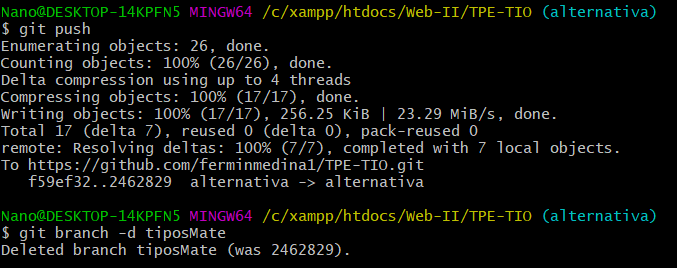 Nano@DESKTOP-14KPFN5 MINGW64 /c/xampp/htdocs/Web-II/TPE-TIO (alternativa)
$ git push
Enumerating objects: 26, done.
Counting objects: 100% (26/26), done.
Delta compression using up to 4 threads
Compressing objects: 100% (17/17), done.
Writing objects: 100% (17/17), 256.25 KiB | 23.29 MiB/s, done.
Total 17 (delta 7), reused 0 (delta 0), pack-reused 0
remote: Resolving deltas: 100% (7/7), completed with 7 local objects.
To https://github.com/ferminmedina1/TPE-TIO.git
   f59ef32..2462829  alternativa -> alternativa

Nano@DESKTOP-14KPFN5 MINGW64 /c/xampp/htdocs/Web-II/TPE-TIO (alternativa)
$ git branch -d tiposMate
Deleted branch tiposMate (was 2462829).